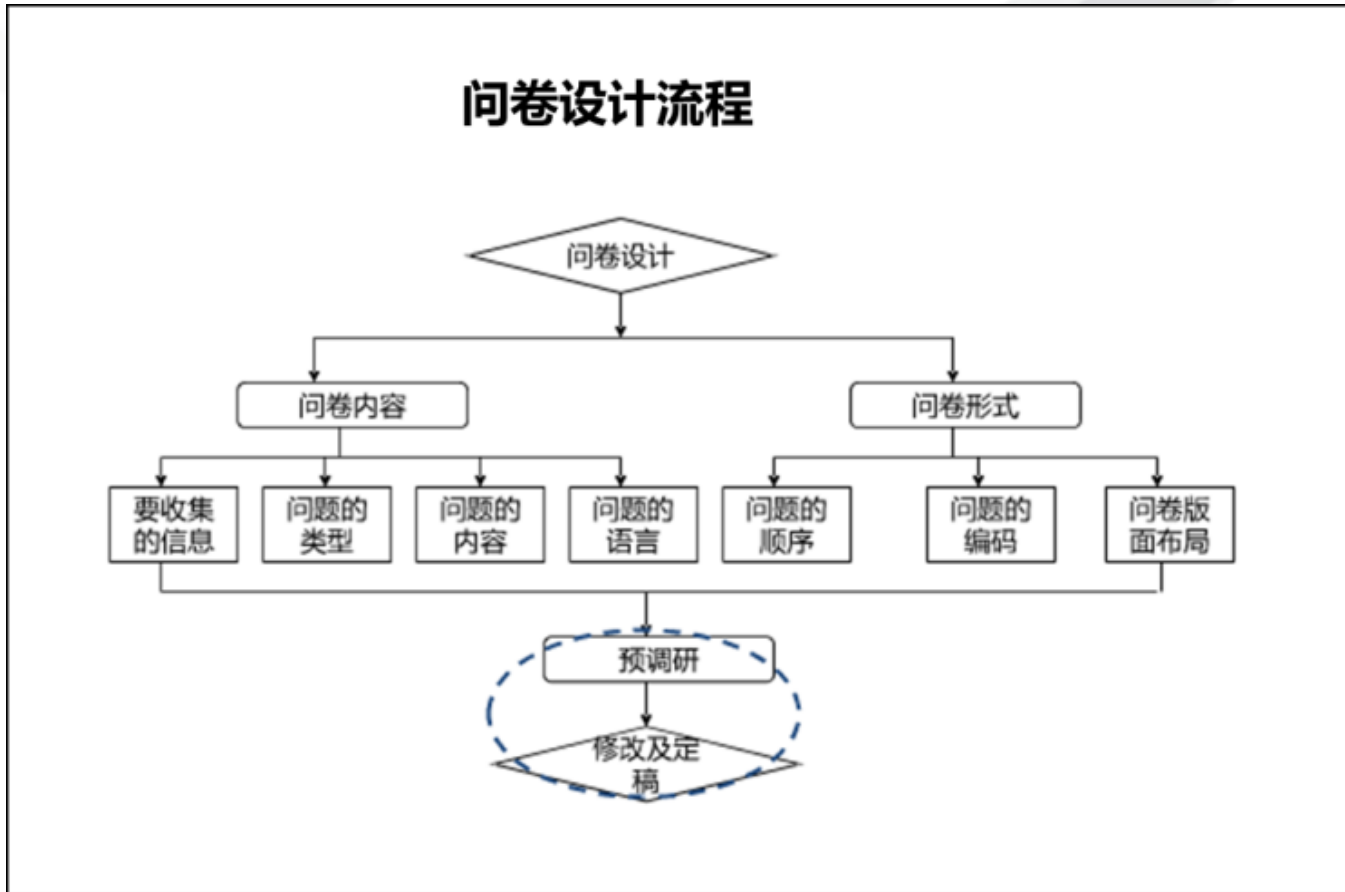 问卷设计流程
问卷设计
问卷内容
问卷形式
要收集
的信息
问题的
类型
问题的
内容
问题的
语言
问题的
顺序
问题的
编码
问卷版
面布局
预调研
修改及定
稿